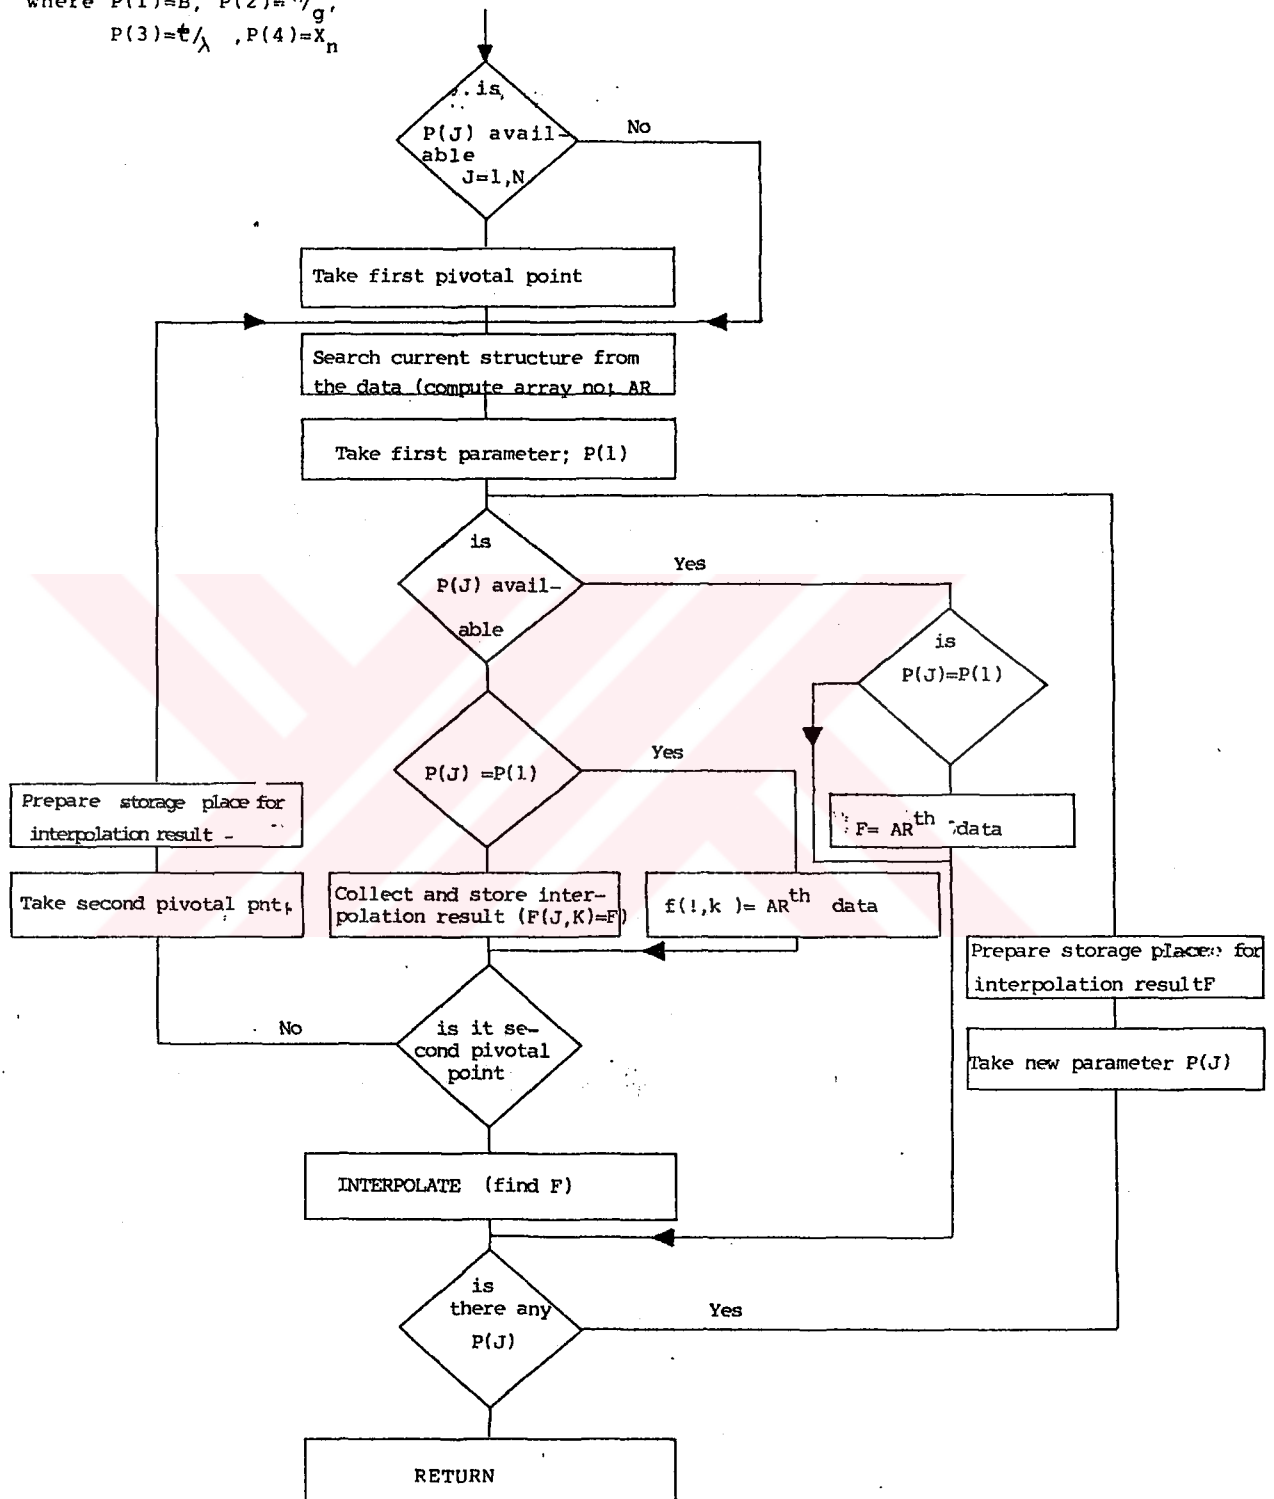 where P(1)=B, P(2)= /g,
P(3)=t/λ ,P(4)=Xn
is
P(J) avail-
able
J=1,N
No
Take first pivotal point
Search current structure from
the data (compute array no; AR
Take first parameter; P(1)
is
P(J) avail-
able
Yes
is
P(J)=P(1)
P(J) =P(1)
Yes
Prepare storage place for
interpolation result -
F= ARth data
Take second pivotal pnt.
Collect and store inter-
polation result (F(J,K)=F)
f(!,k )= ARth data
Prepare storage place for
interpolation resultF
No
is it se-
cond pivotal
point
Take new parameter P(J)
INTERPOLATE (find F)
is
there any
P(J)
Yes
RETURN